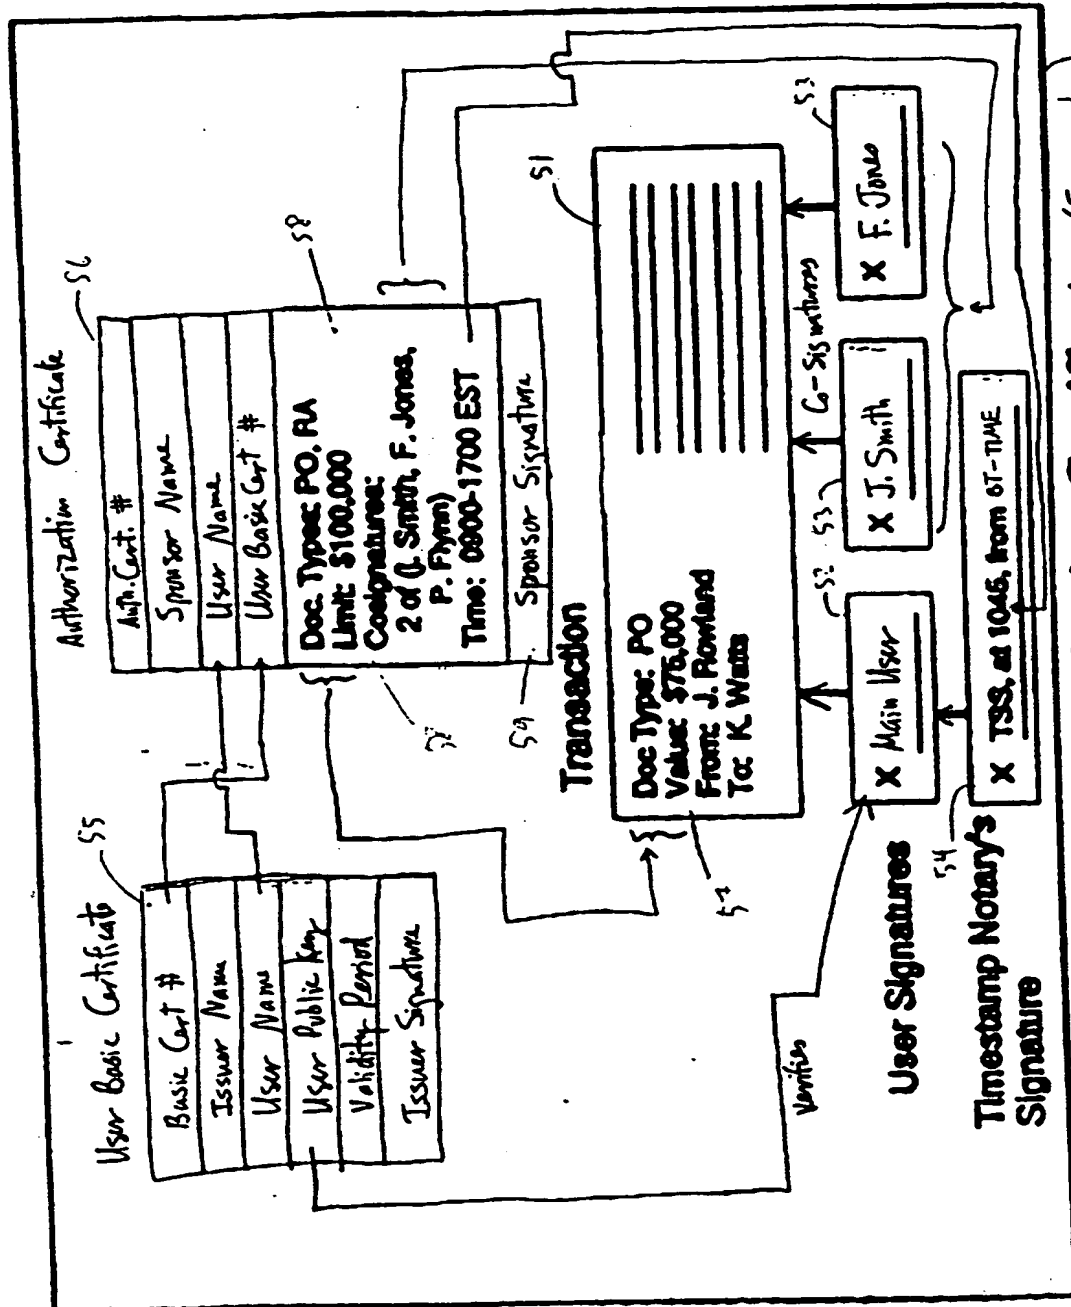 User Basic Certificate
55
Basic Cert #
Issuer Name
User Name
User Public Key
Validity Period
Issuer Signature
Authorization Certificate
56
Auth. Cert. #
Sponsor Name
User Name
User Basic Cert #
Doc. Types: PO, RA
Limit: $100,000
Cosignatures:
2 of (J. Smith, F. Jones,
P. Flynn)
Time: 0900-1700 EST
58
58
Sponsor Signature
59
Transaction
51
Doc Type: PO
Value: $75,000
From: J. Rowland
To: K. Watts
57
Co-Signatures
Verifies
User Signatures
52
X Main User
53
X J. Smith
53
X F. Jones
Timestamp Notary's
Signature
54
X TSS, at 1045, from BT-TIME